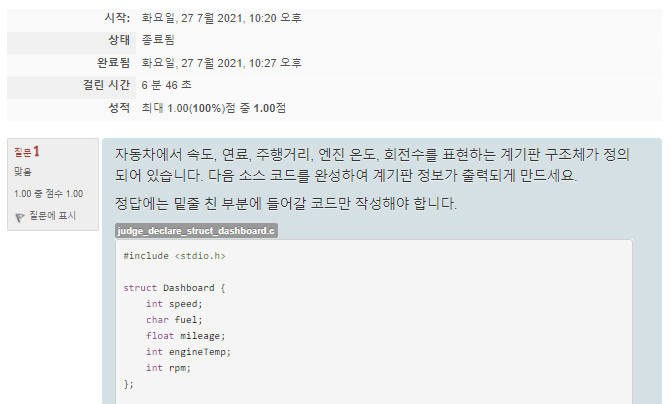 시작: 화요일, 27 7월 2021, 10:20 오후
상태 종료됨
완료됨 화요일, 27 7월 2021, 10:27 오후
걸린 시간 6 분 46 초
성적 최대 1.00(100%)점 중 1.00점
질문 1
맞음
1.00 중 점수 1.00
질문에 표시
자동차에서 속도, 연료, 주행거리, 엔진 온도, 회전수를 표현하는 계기판 구조체가 정의
되어 있습니다. 다음 소스 코드를 완성하여 계기판 정보가 출력되게 만드세요.
정답에는 밑줄 친 부분에 들어갈 코드만 작성해야 합니다.
judge_declare_struct_dashboard.c
#include <stdio.h>
struct Dashboard {
    int speed;
    char fuel;
    float mileage;
    int engineTemp;
    int rpm;
};